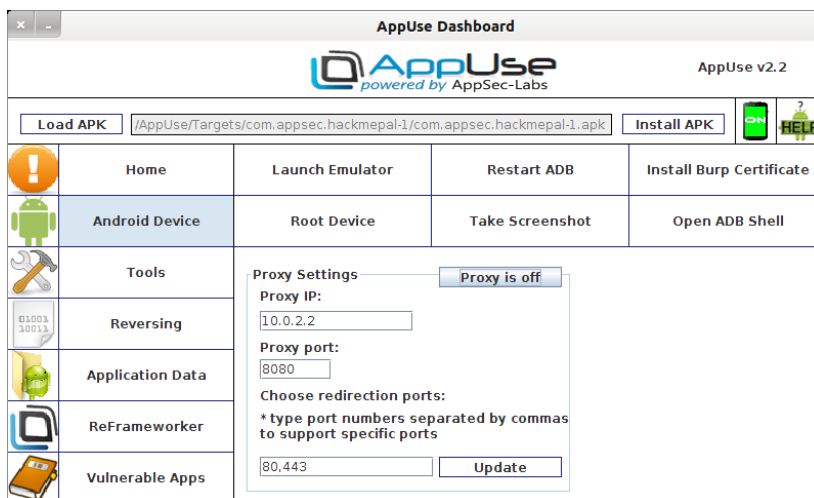 AppUse Dashboard
AppUse
powered by AppSec-Labs
AppUse v2.2
Load APK /AppUse/Targets/com.appsec.hackmepal-1/com.appsec.hackmepal-1.apk Install APK ON ? HELP
Home Launch Emulator Restart ADB Install Burp Certificate
Android Device Root Device Take Screenshot Open ADB Shell
Tools
Proxy Settings Proxy is off
Proxy IP:
10.0.2.2
Reversing
01001
10011
Proxy port:
8080
Application Data
Choose redirection ports:
*type port numbers separated by commas
to support specific ports
ReFrameworker
80,443 Update
Vulnerable Apps